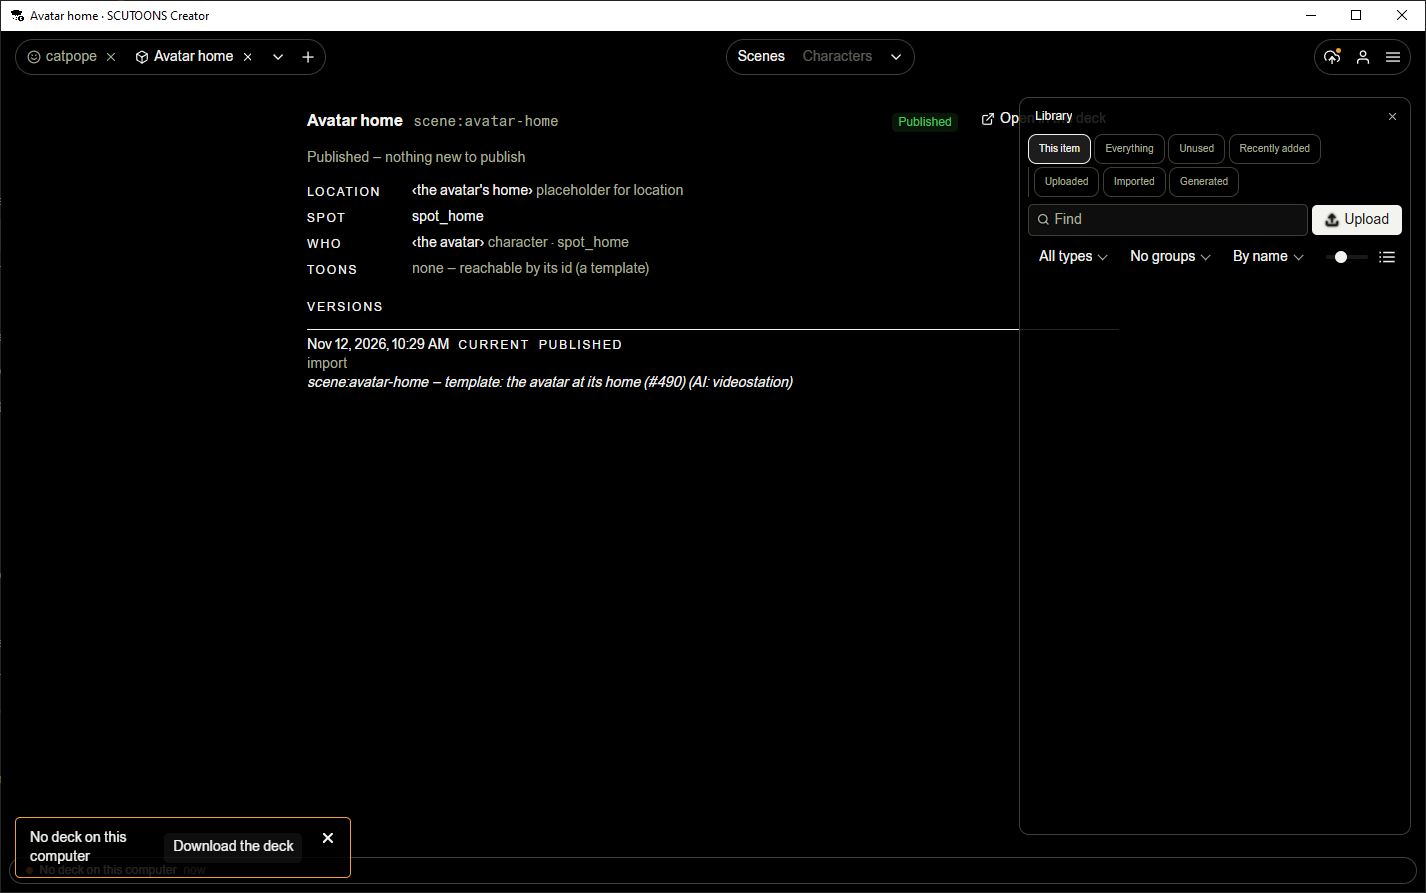 Avatar home · SCUTOONS Creator
catpope
Avatar home
Scenes
Characters
Avatar home scene:avatar-home
Published
Open in the deck
Published – nothing new to publish
LOCATION ‹the avatar's home› placeholder for location
SPOT spot_home
WHO ‹the avatar› character · spot_home
TOONS none – reachable by its id (a template)
VERSIONS
Nov 12, 2026, 10:29 AM CURRENT PUBLISHED
import
scene:avatar-home – template: the avatar at its home (#490) (AI: videostation)
Library
This item Everything Unused Recently added
Uploaded Imported Generated
Find Upload
All types No groups By name
No deck on this
computer
Download the deck
No deck on this computer now